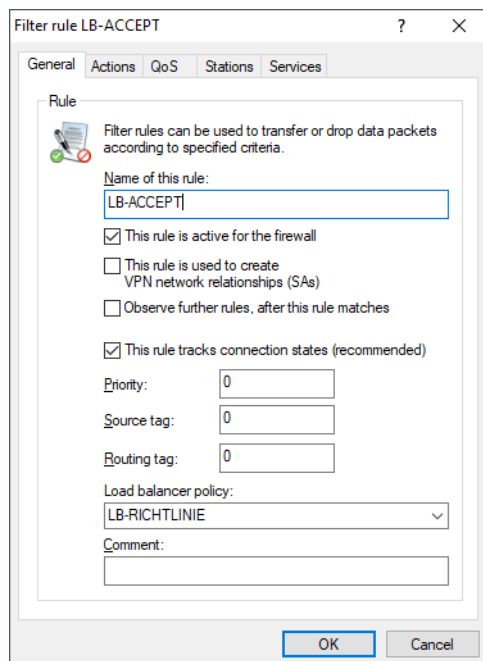 Filter rule LB-ACCEPT
General Actions QoS Stations Services
Rule
Filter rules can be used to transfer or drop data packets
according to specified criteria.
Name of this rule:
LB-ACCEPT
This rule is active for the firewall
This rule is used to create
VPN network relationships (SAs)
Observe further rules, after this rule matches
This rule tracks connection states (recommended)
Priority: 0
Source tag: 0
Routing tag: 0
Load balancer policy:
LB-RICHTLINIE
Comment:
OK Cancel